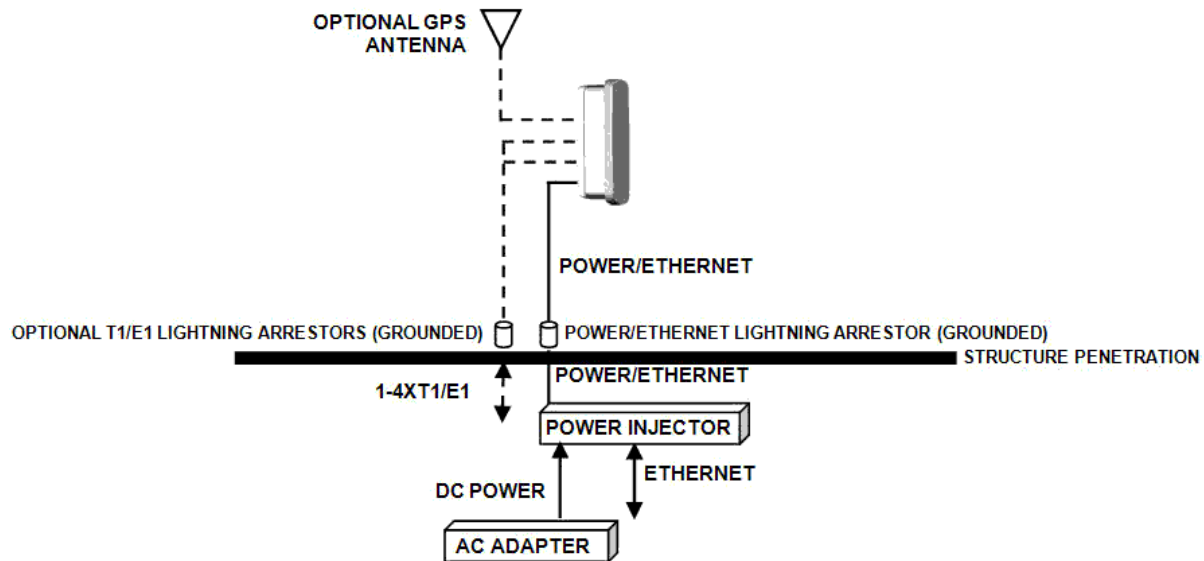 OPTIONAL GPS
ANTENNA
POWER/ETHERNET
OPTIONAL T1/E1 LIGHTNING ARRESTORS (GROUNDED)
POWER/ETHERNET LIGHTNING ARRESTOR (GROUNDED)
STRUCTURE PENETRATION
POWER/ETHERNET
1-4XT1/E1
POWER INJECTOR
ETHERNET
DC POWER
AC ADAPTER